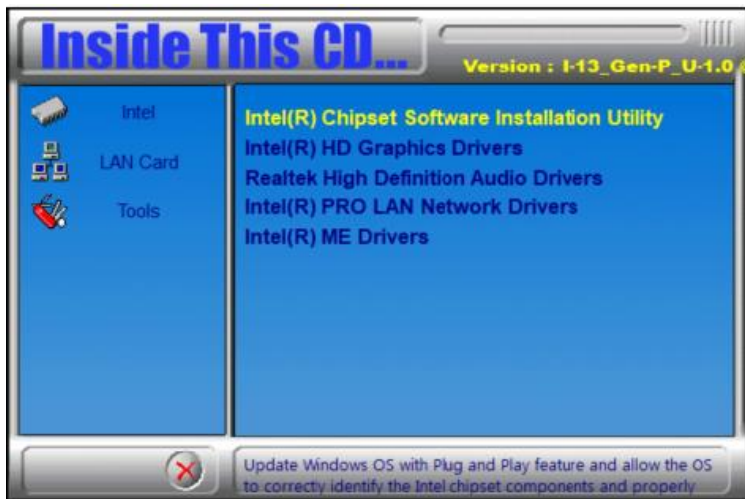 Inside This CD...
Version : I-13_Gen-P_U-1.0
Intel
LAN Card
Tools
Intel(R) Chipset Software Installation Utility
Intel(R) HD Graphics Drivers
Realtek High Definition Audio Drivers
Intel(R) PRO LAN Network Drivers
Intel(R) ME Drivers
Update Windows OS with Plug and Play feature and allow the OS
to correctly identify the Intel chipset components and properly